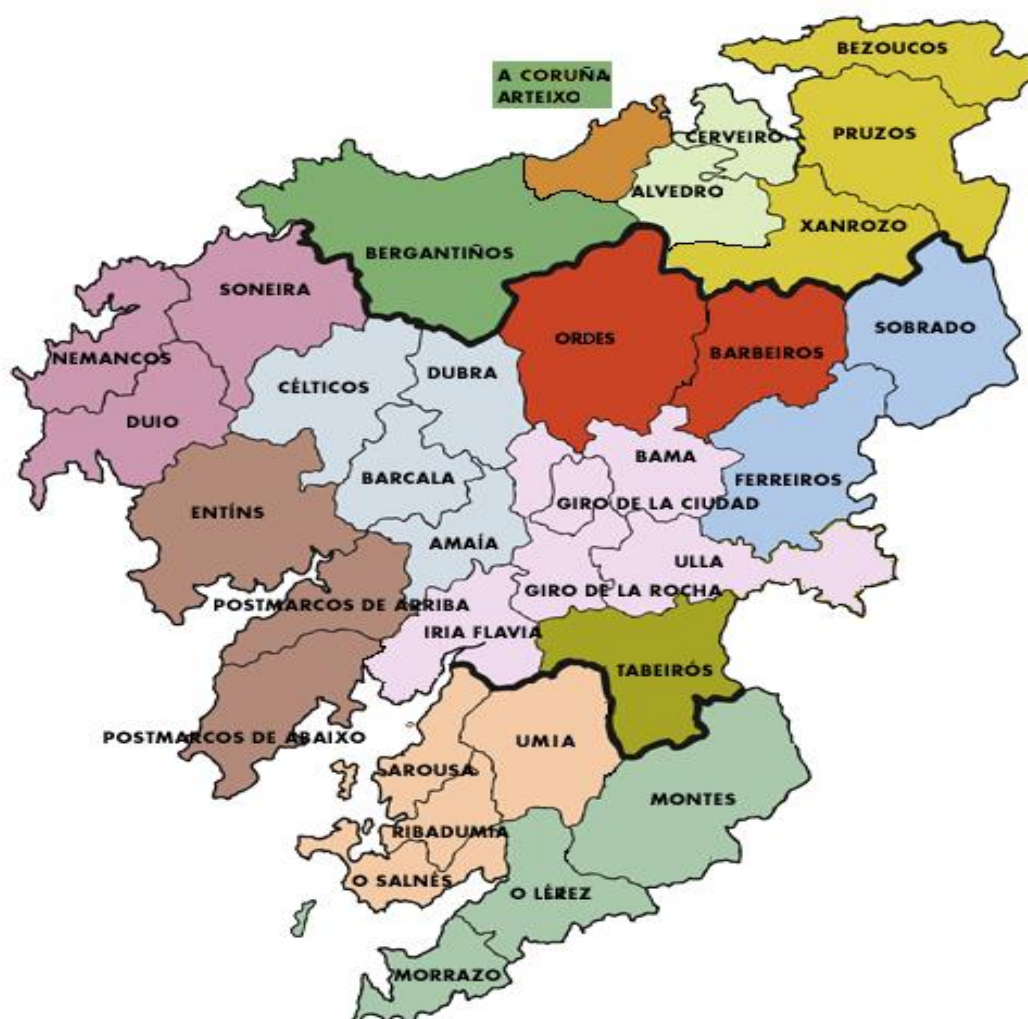 BEZOUCOS
A CORUÑA
ARTEIXO
CERVEIRO
PRUZOS
ALVEDRO
XANROZO
BERGANTIÑOS
SONEIRA
SOBRADO
ORDES
BARBEIROS
NEMANCOS
DUBRA
CÉLTICOS
DUIO
BAMA
BARCALA
FERREIROS
GIRO DE LA CIUDAD
ENTÍNS
AMAÍA
ULLA
GIRO DE LA ROCHA
POSTMARCOS DE ARRIBA
IRIA FLAVIA
TABEIRÓS
POSTMARCOS DE ABAIXO
UMIA
AROUSA
MONTES
RIBADUMIA
O SALNÉS
O LÉREZ
MORRAZO